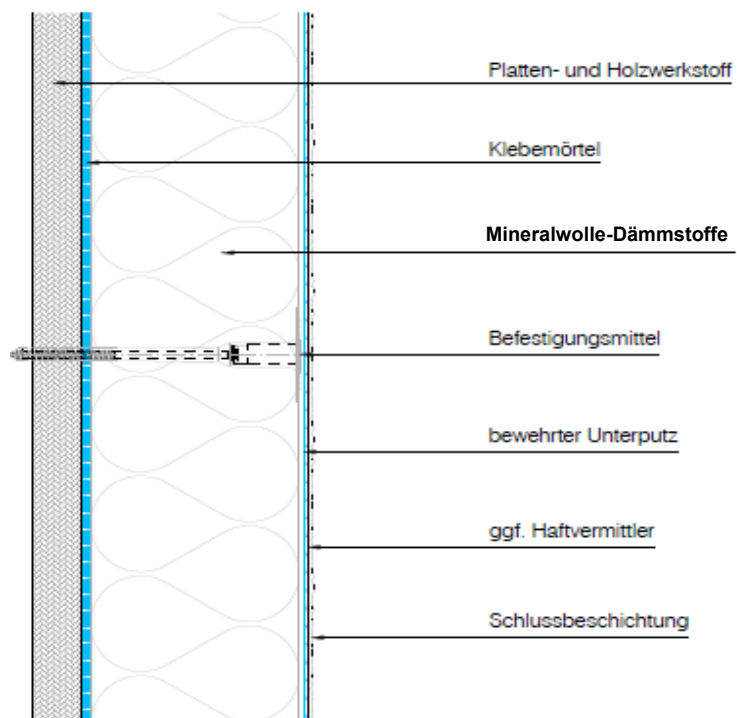 Platten- und Holzwerkstoff
Klebemörtel
Mineralwolle-Dämmstoffe
Befestigungsmittel
bewehrter Unterputz
ggf. Haftvermittler
Schlussbeschichtung